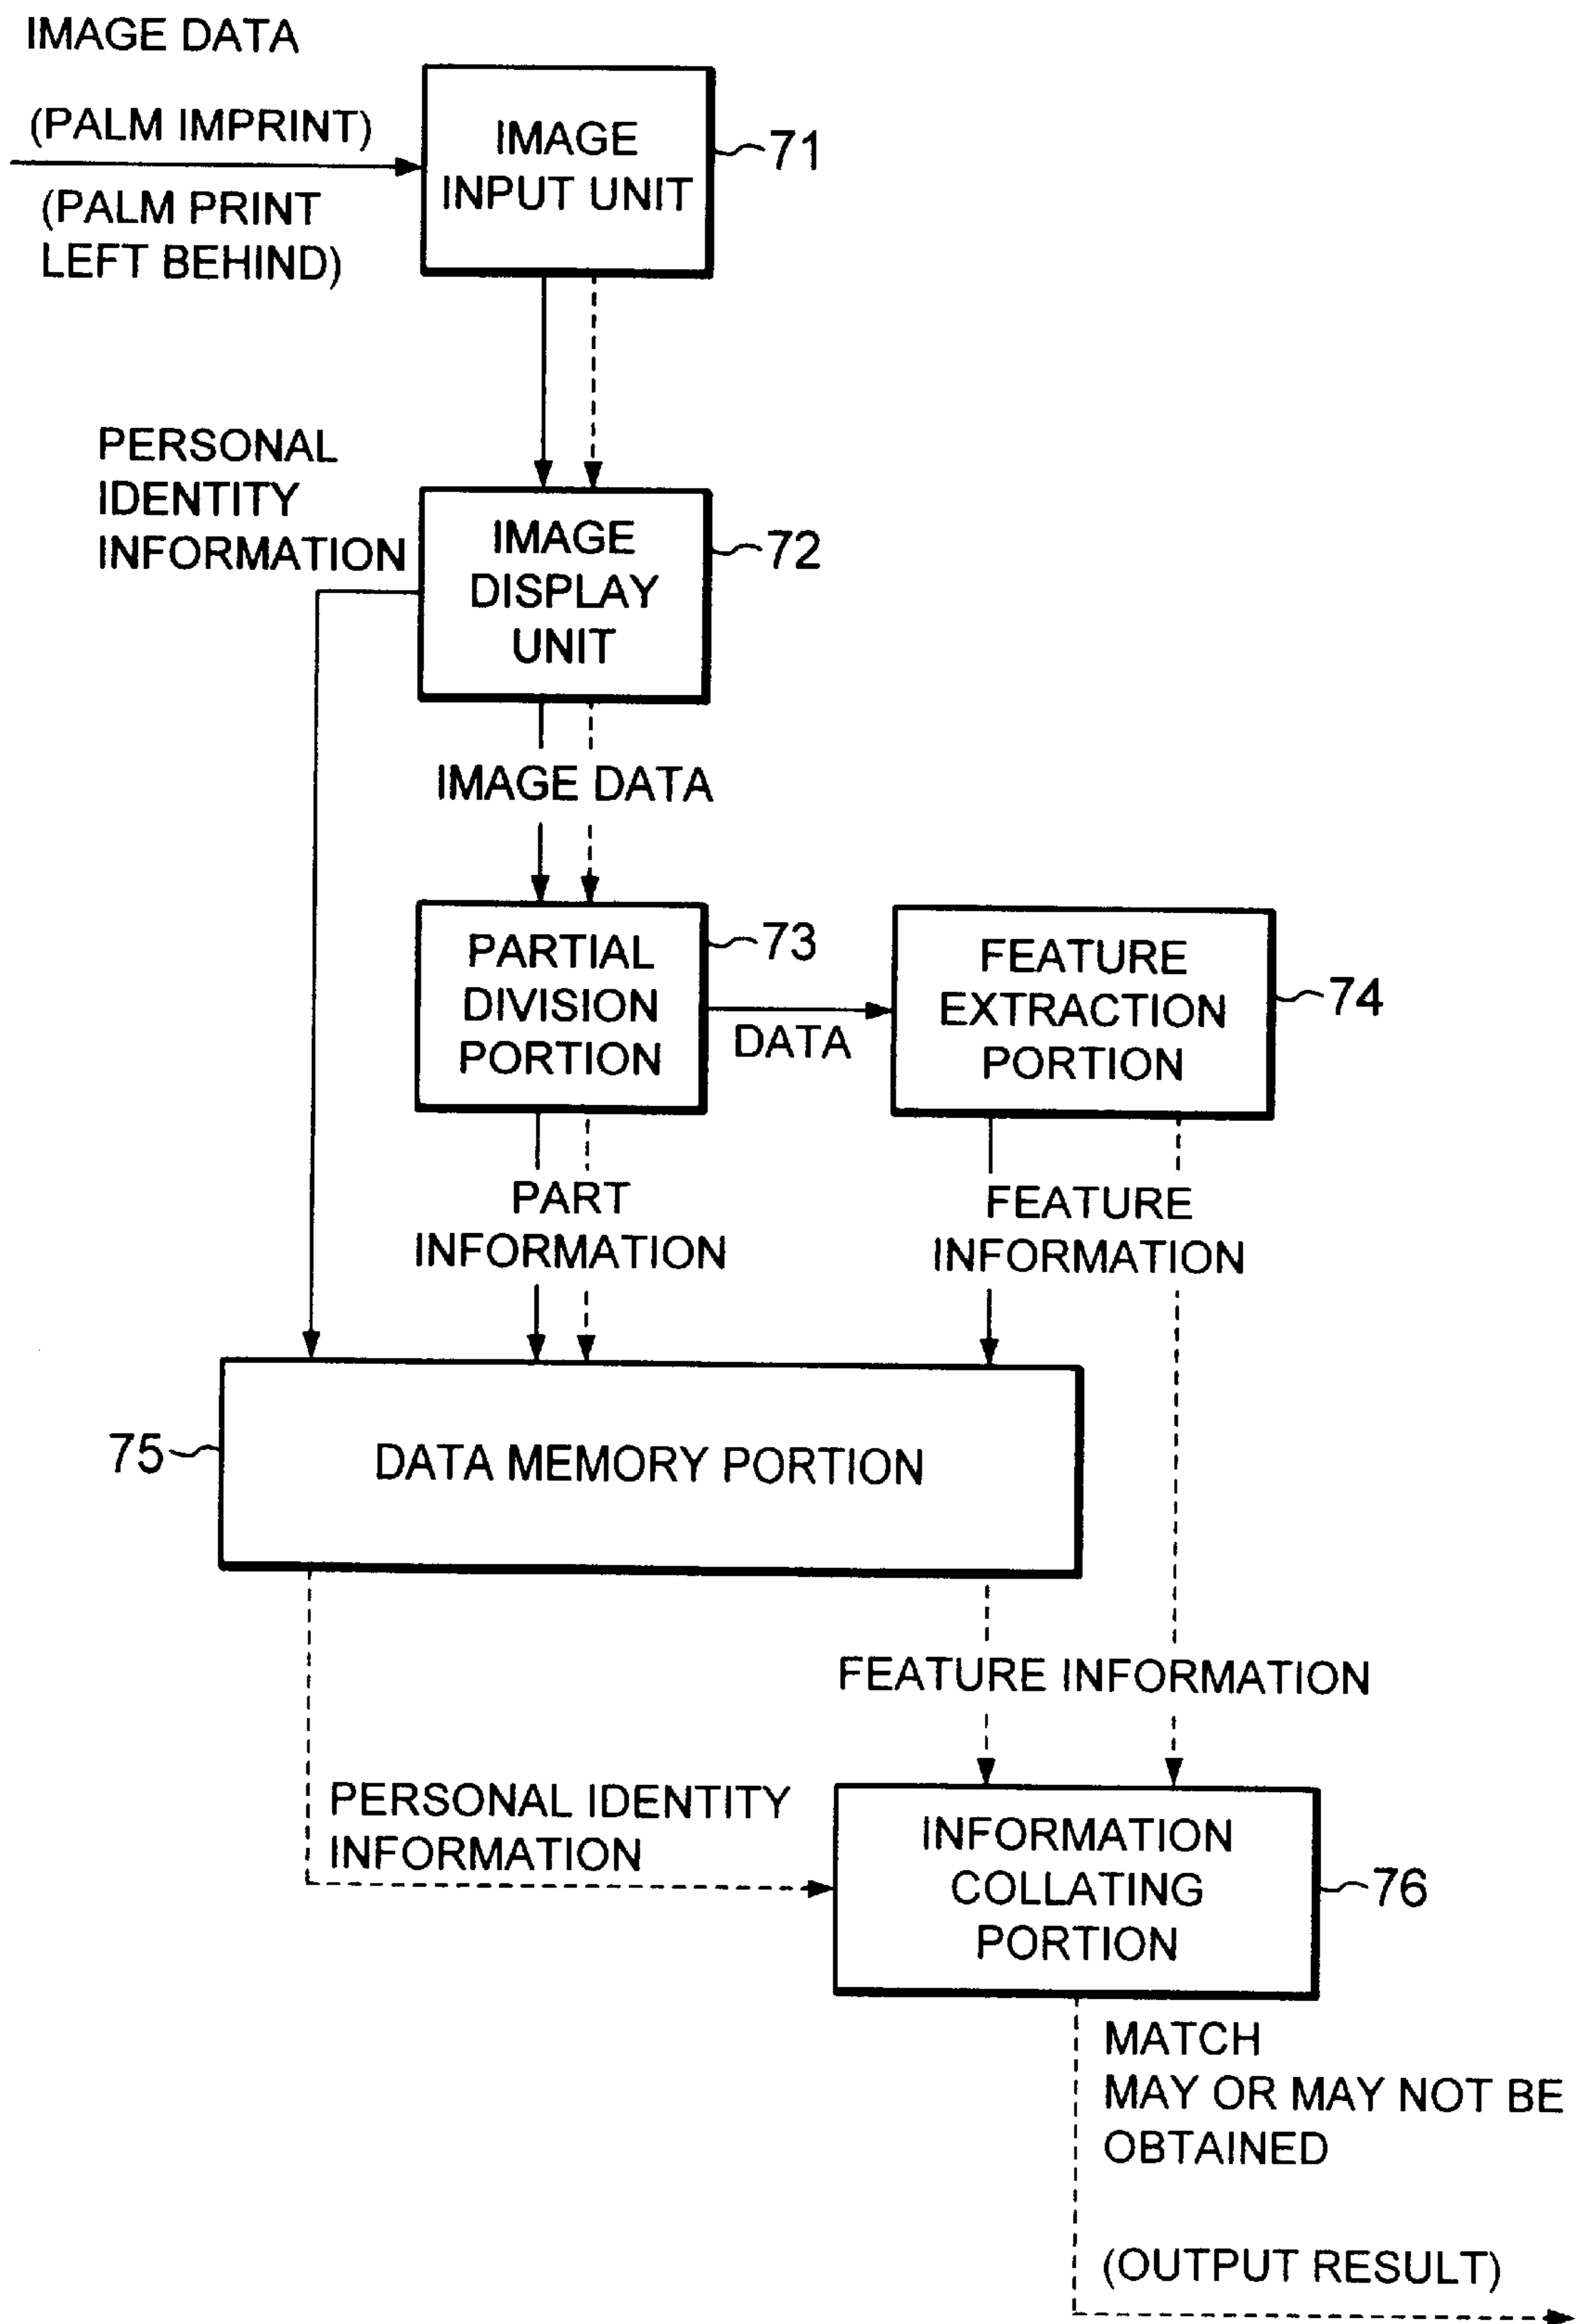 IMAGE DATA
(PALM IMPRINT)
(PALM PRINT
LEFT BEHIND)
IMAGE
INPUT UNIT
71
PERSONAL
IDENTITY
INFORMATION
IMAGE
DISPLAY
UNIT
72
IMAGE DATA
PARTIAL
DIVISION
PORTION
73
DATA
FEATURE
EXTRACTION
PORTION
74
PART
INFORMATION
FEATURE
INFORMATION
75
DATA MEMORY PORTION
FEATURE INFORMATION
PERSONAL IDENTITY
INFORMATION
INFORMATION
COLLATING
PORTION
76
MATCH
MAY OR MAY NOT BE
OBTAINED
(OUTPUT RESULT)